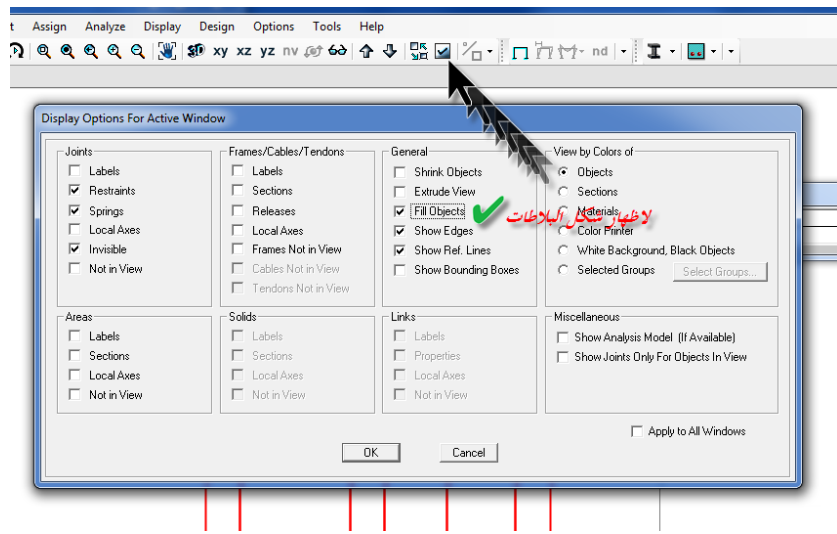 t Assign Analyze Display Design Options Tools Help
3D xy xz yz nv nd
Display Options For Active Window
Joints
Labels
Restraints
Springs
Local Axes
Invisible
Not in View
Frames/Cables/Tendons
Labels
Sections
Releases
Local Axes
Frames Not in View
Cables Not in View
Tendons Not in View
General
Shrink Objects
Extrude View
Fill Objects
Show Edges
Show Ref. Lines
Show Bounding Boxes
لاظهار شكل البلاطات
View by Colors of
Objects
Sections
Materials
Color Printer
White Background, Black Objects
Selected Groups Select Groups...
Areas
Labels
Sections
Local Axes
Not in View
Solids
Labels
Sections
Local Axes
Not in View
Links
Labels
Properties
Local Axes
Not in View
Miscellaneous
Show Analysis Model (If Available)
Show Joints Only For Objects In View
Apply to All Windows
OK Cancel